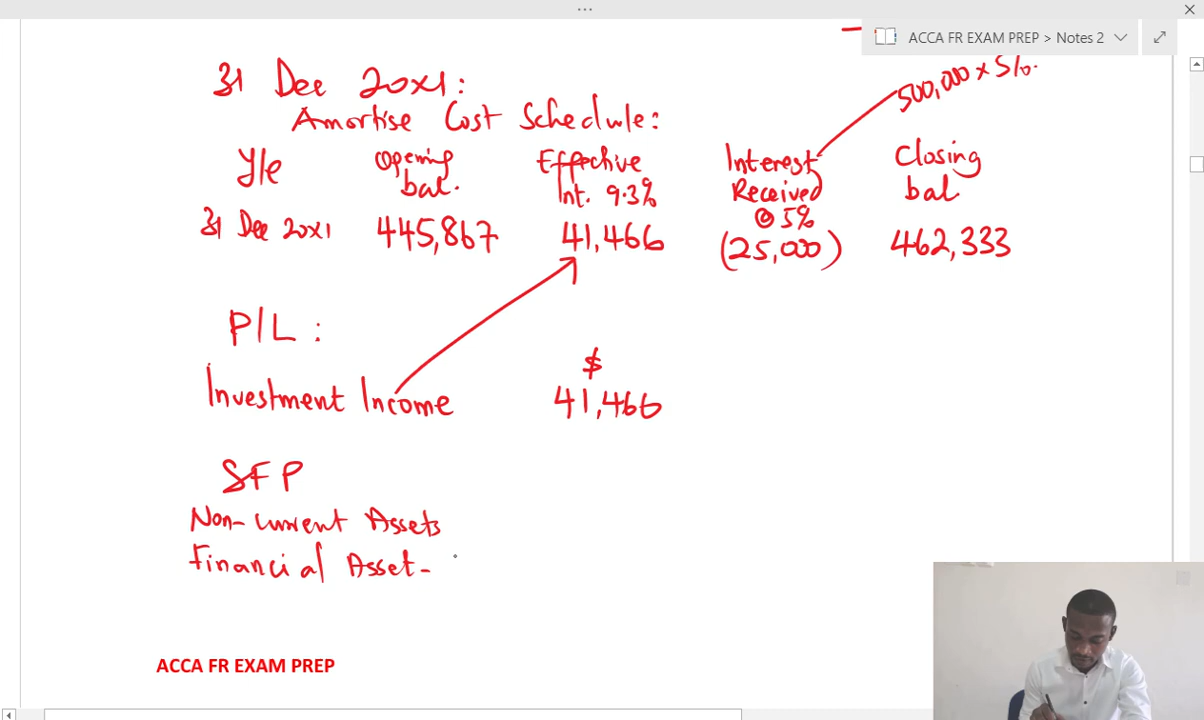 ACCA FR EXAM PREP > Notes 2
500,000 x 5%.
31 Dec 20x1:
Amortise Cost Schedule:
Y/e Opening bal. Effective Int. 9.3% Interest Received @ 5% Closing bal
31 Dec 20x1 445,867 41,466 (25,000) 462,333
P/L :
$
Investment Income 41,466
SFP
Non-current Assets
Financial Asset-
ACCA FR EXAM PREP